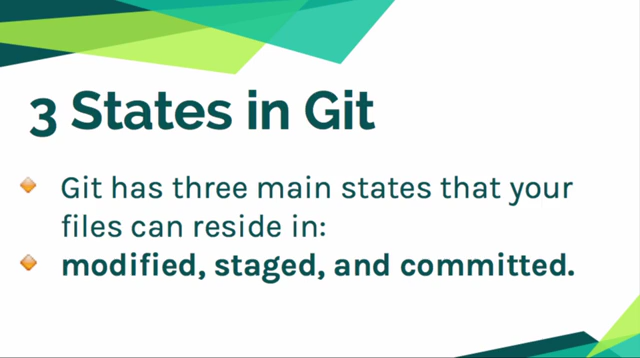 3 States in Git
Git has three main states that your
files can reside in:
modified, staged, and committed.